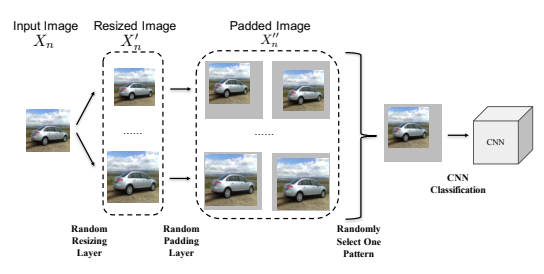 Input Image
X_n
Resized Image
X'_n
Padded Image
X''_n
......
......
CNN
CNN
Classification
Random
Resizing
Layer
Random
Padding
Layer
Randomly
Select One
Pattern